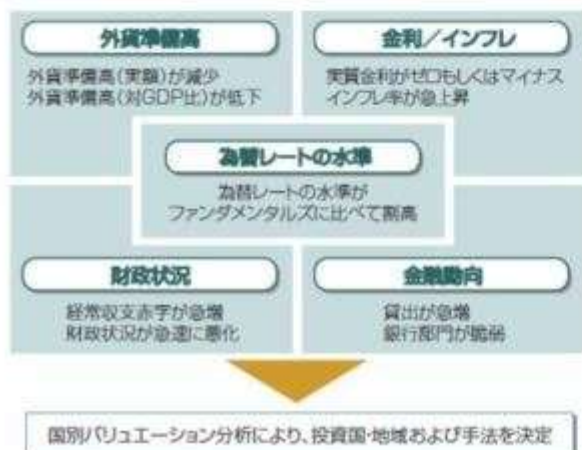 外貨準備高
外貨準備高(実額)が減少
外貨準備高(対GDP比)が低下
金利/インフレ
実質金利がゼロもしくはマイナス
インフレ率が急上昇
為替レートの水準
為替レートの水準が
ファンダメンタルズに比べて割高
財政状況
経常収支赤字が急増
財政状況が急速に悪化
金融動向
貸出が急増
銀行部門が脆弱
国別バリュエーション分析により、投資国・地域および手法を決定